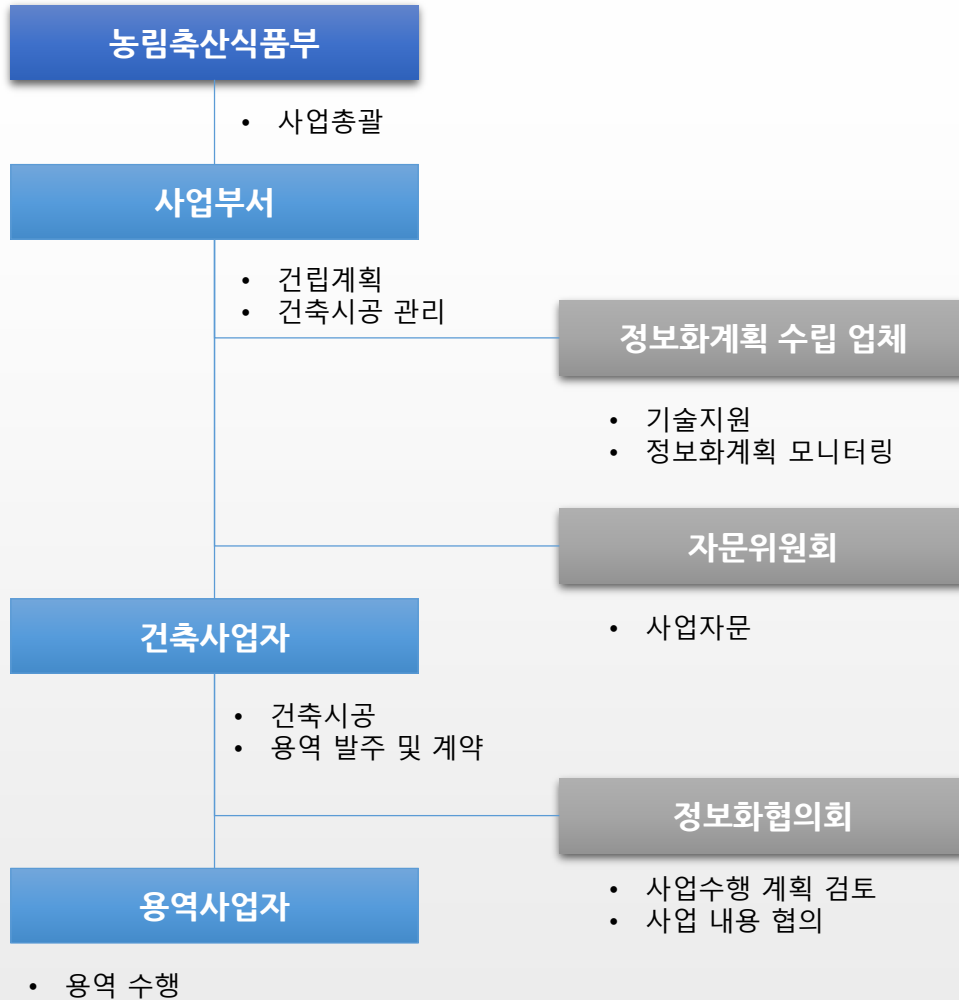 농림축산식품부
• 사업총괄
사업부서
• 건립계획
• 건축시공 관리
정보화계획 수립 업체
• 기술지원
• 정보화계획 모니터링
자문위원회
• 사업자문
건축사업자
• 건축시공
• 용역 발주 및 계약
정보화협의회
• 사업수행 계획 검토
• 사업 내용 협의
용역사업자
• 용역 수행